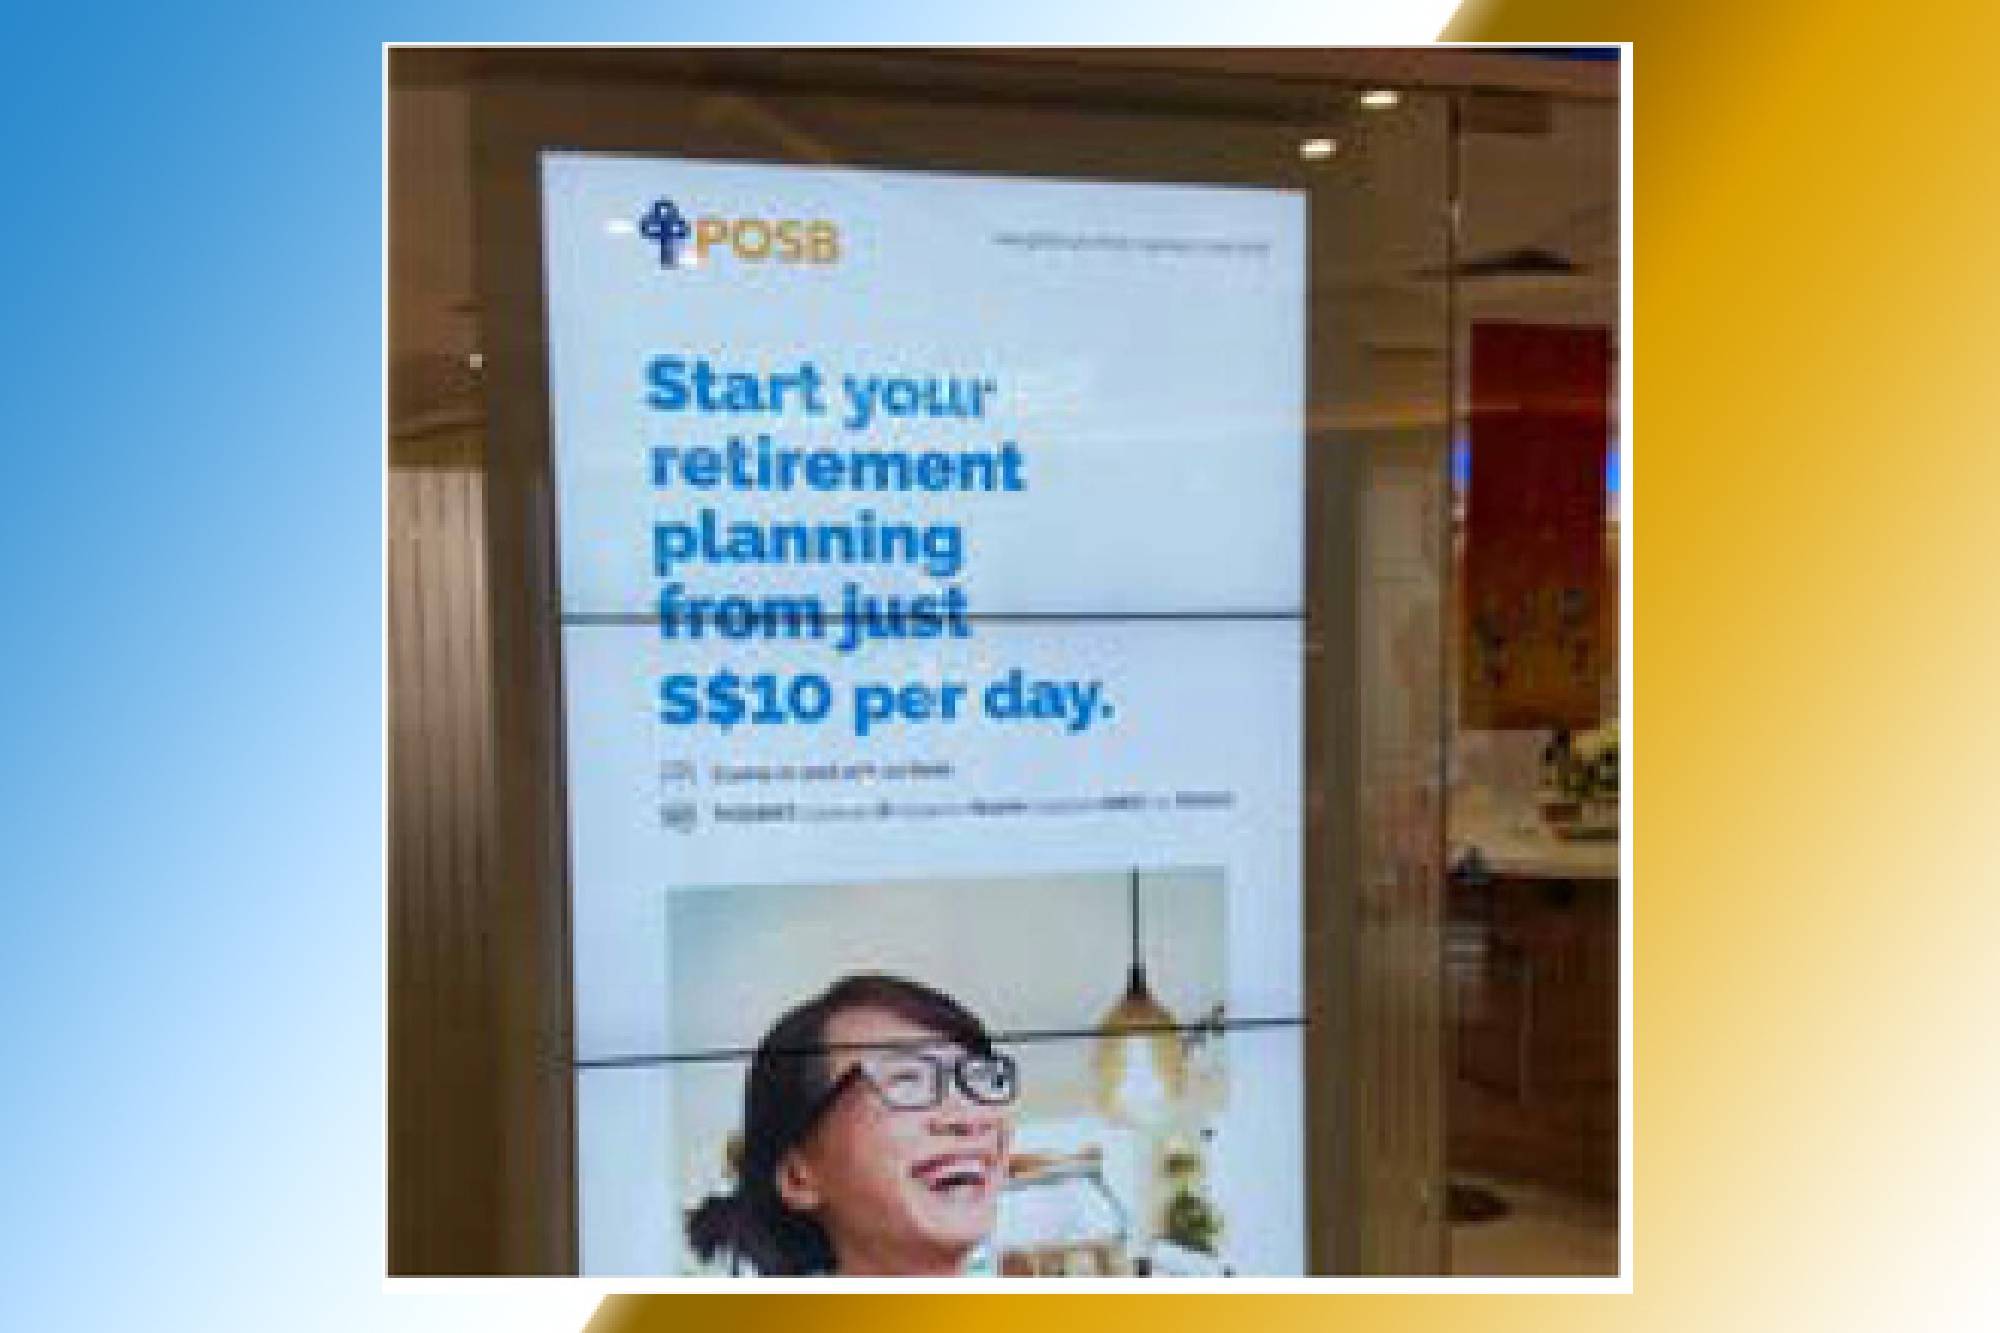 POSB
Start your
retirement
planning
from just
S$10 per day.